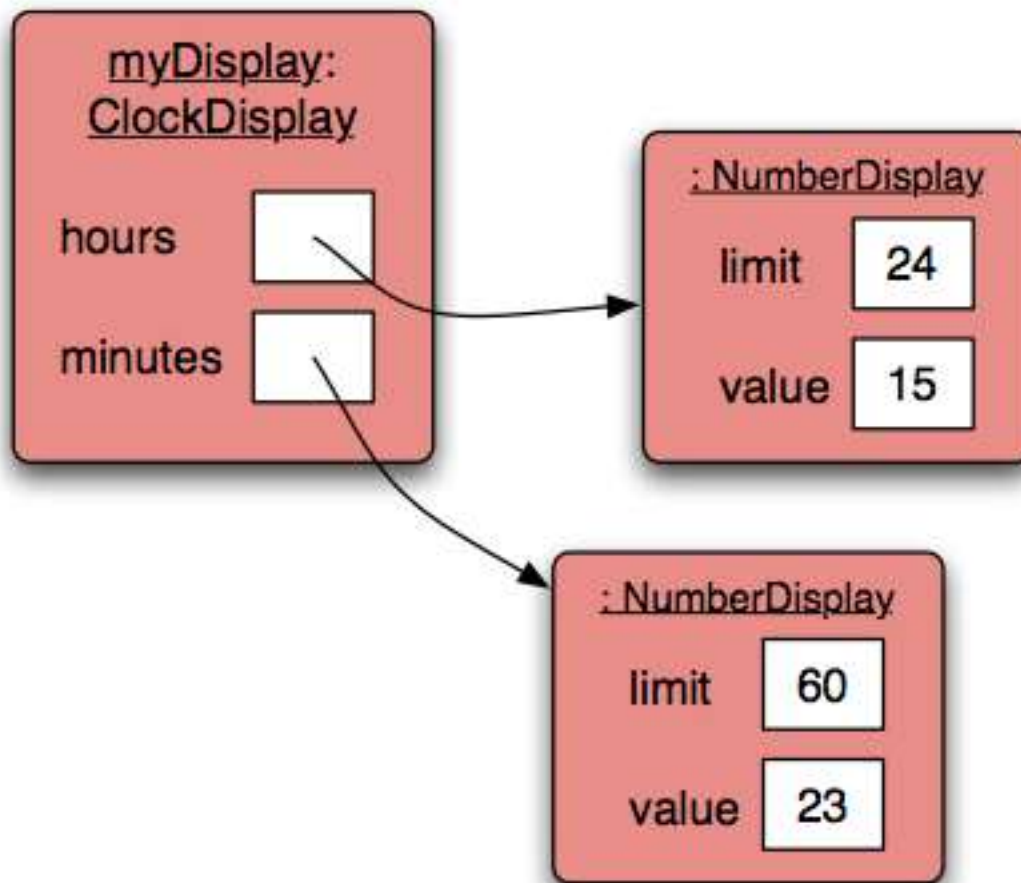 myDisplay:
ClockDisplay
hours
minutes
: NumberDisplay
limit 24
value 15
: NumberDisplay
limit 60
value 23